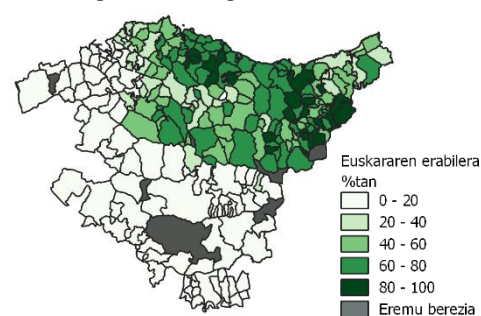 Euskararen erabilera
%tan
0 - 20
20 - 40
40 - 60
60 - 80
80 - 100
Eremu berezia